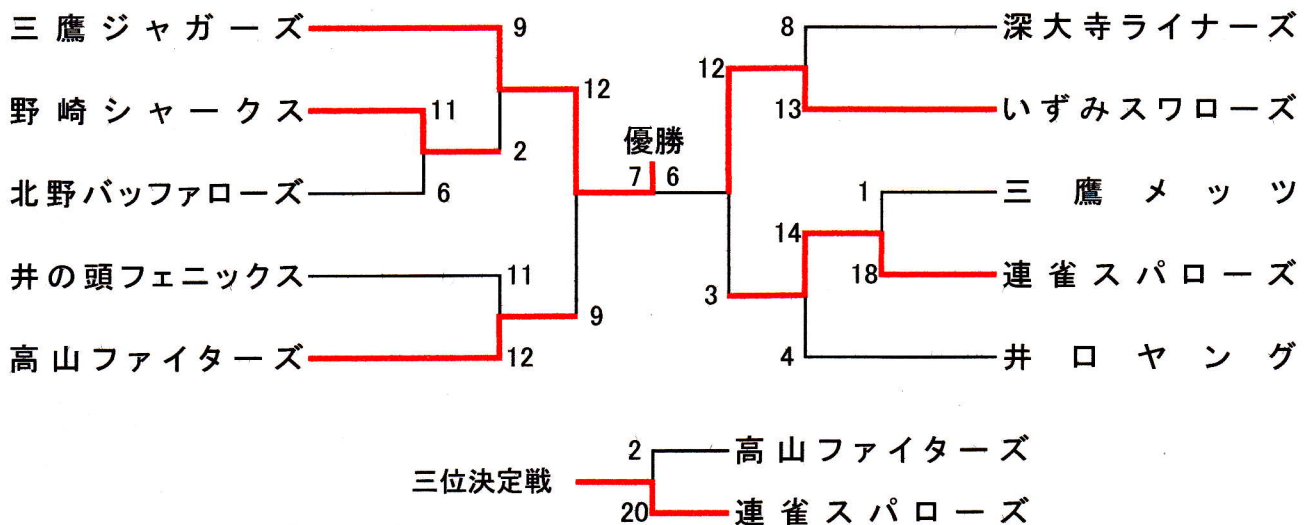 三鷹ジャガーズ 9 8 深大寺ライナーズ
12 12
野崎シャークス 11 13 いずみスワローズ
優勝
2
7 6
北野バッファローズ 6 1 三鷹メッツ
14
井の頭フェニックス 11 18 連雀スパローズ
3
9
高山ファイターズ 12 4 井口ヤング
2 高山ファイターズ
三位決定戦
20 連雀スパローズ